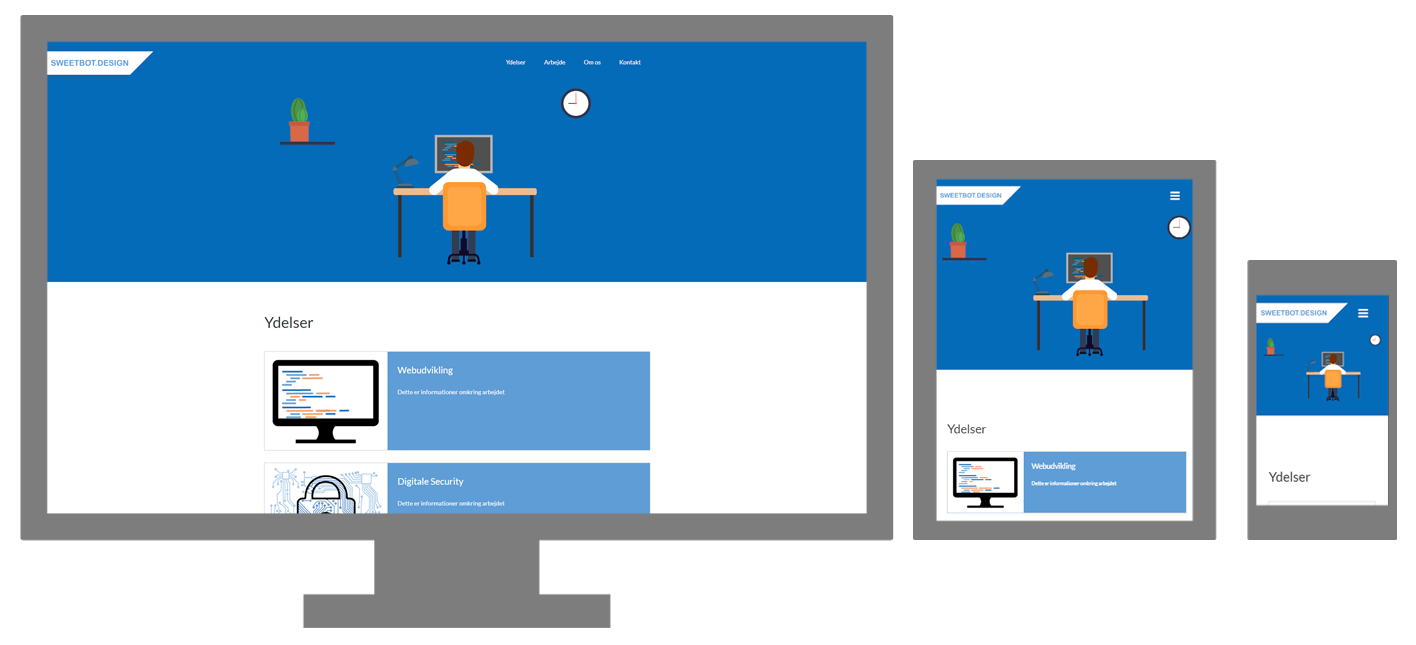 SWEETBOT.DESIGN
Ydelser Arbejde Om os Kontakt
Ydelser
Webudvikling
Dette er informationer omkring arbejdet
Digitale Security
Dette er informationer omkring arbejdet
SWEETBOT.DESIGN
Ydelser
Webudvikling
Dette er informationer omkring arbejdet
SWEETBOT.DESIGN
Ydelser